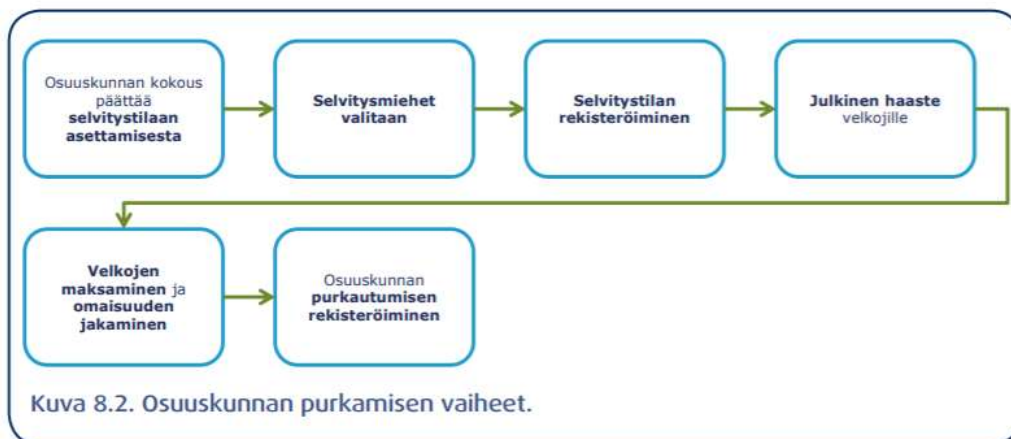 Osuuskunnan kokous
päättää
selvitystilaan
asettamisesta
Selvitysmiehet
valitaan
Selvitystilan
rekisteröiminen
Julkinen haaste
velkojille
Velkojen
maksaminen ja
omaisuuden
jakaminen
Osuuskunnan
purkautumisen
rekisteröiminen
Kuva 8.2. Osuuskunnan purkamisen vaiheet.